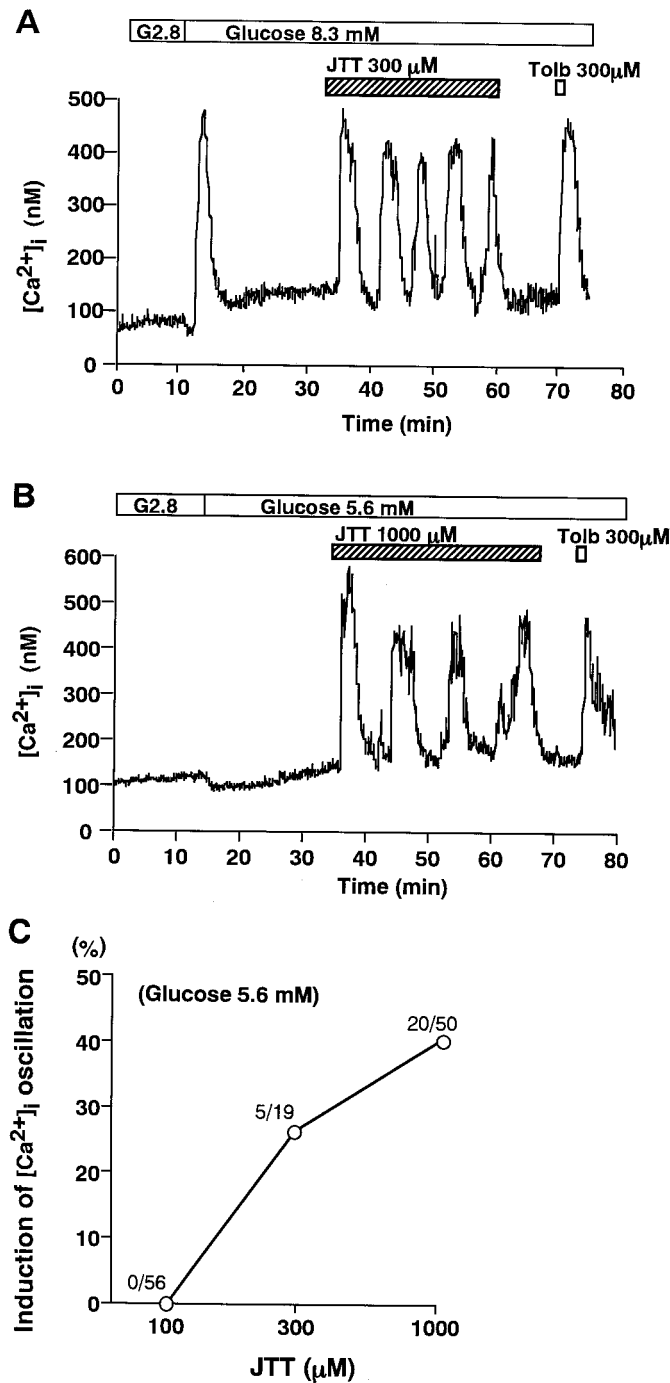 A
G2.8 Glucose 8.3 mM
JTT 300 µM Tolb 300µM
500
400
300
200
100
0
[Ca2+]i (nM)
0 10 20 30 40 50 60 70 80
Time (min)
B
G2.8 Glucose 5.6 mM
JTT 1000 µM Tolb 300µM
600
500
400
300
200
100
0
[Ca2+]i (nM)
0 10 20 30 40 50 60 70 80
Time (min)
C
(%)
50
40
30
20
10
0
Induction of [Ca2+]i oscillation
(Glucose 5.6 mM)
20/50
5/19
0/56
100 300 1000
JTT (µM)